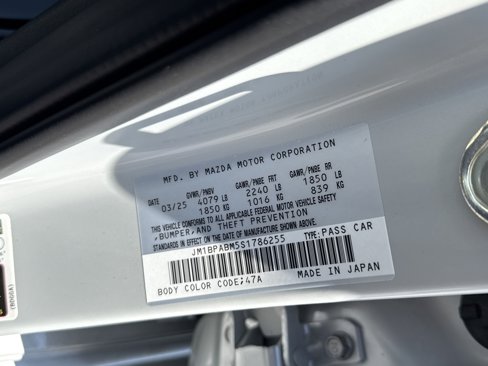 MFD. BY MAZDA MOTOR CORPORATION
DATE GVWR/PNBV GAWR/PNBE FRT GAWR/PNBE RR
03/25 4079 LB 2240 LB 1850 LB
1850 KG 1016 KG 839 KG
THIS VEHICLE CONFORMS TO ALL APPLICABLE FEDERAL MOTOR VEHICLE SAFETY
BUMPER, AND THEFT PREVENTION
STANDARDS IN EFFECT ON THE DATE OF MANUFACTURE SHOWN ABOVE.
JM1BPABM5S1786255 TYPE: PASS CAR
BODY COLOR CODE: 47A MADE IN JAPAN